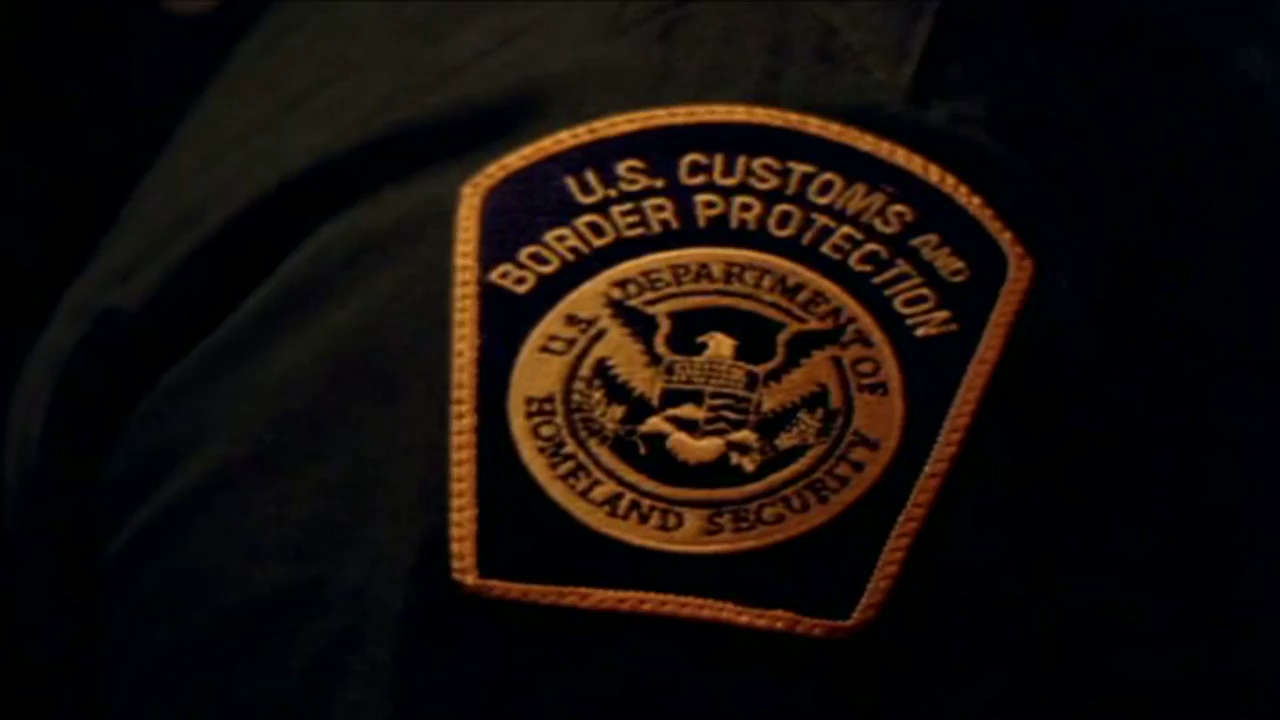 U.S. CUSTOMS AND
BORDER PROTECTION
DEPARTMENT OF
HOMELAND SECURITY